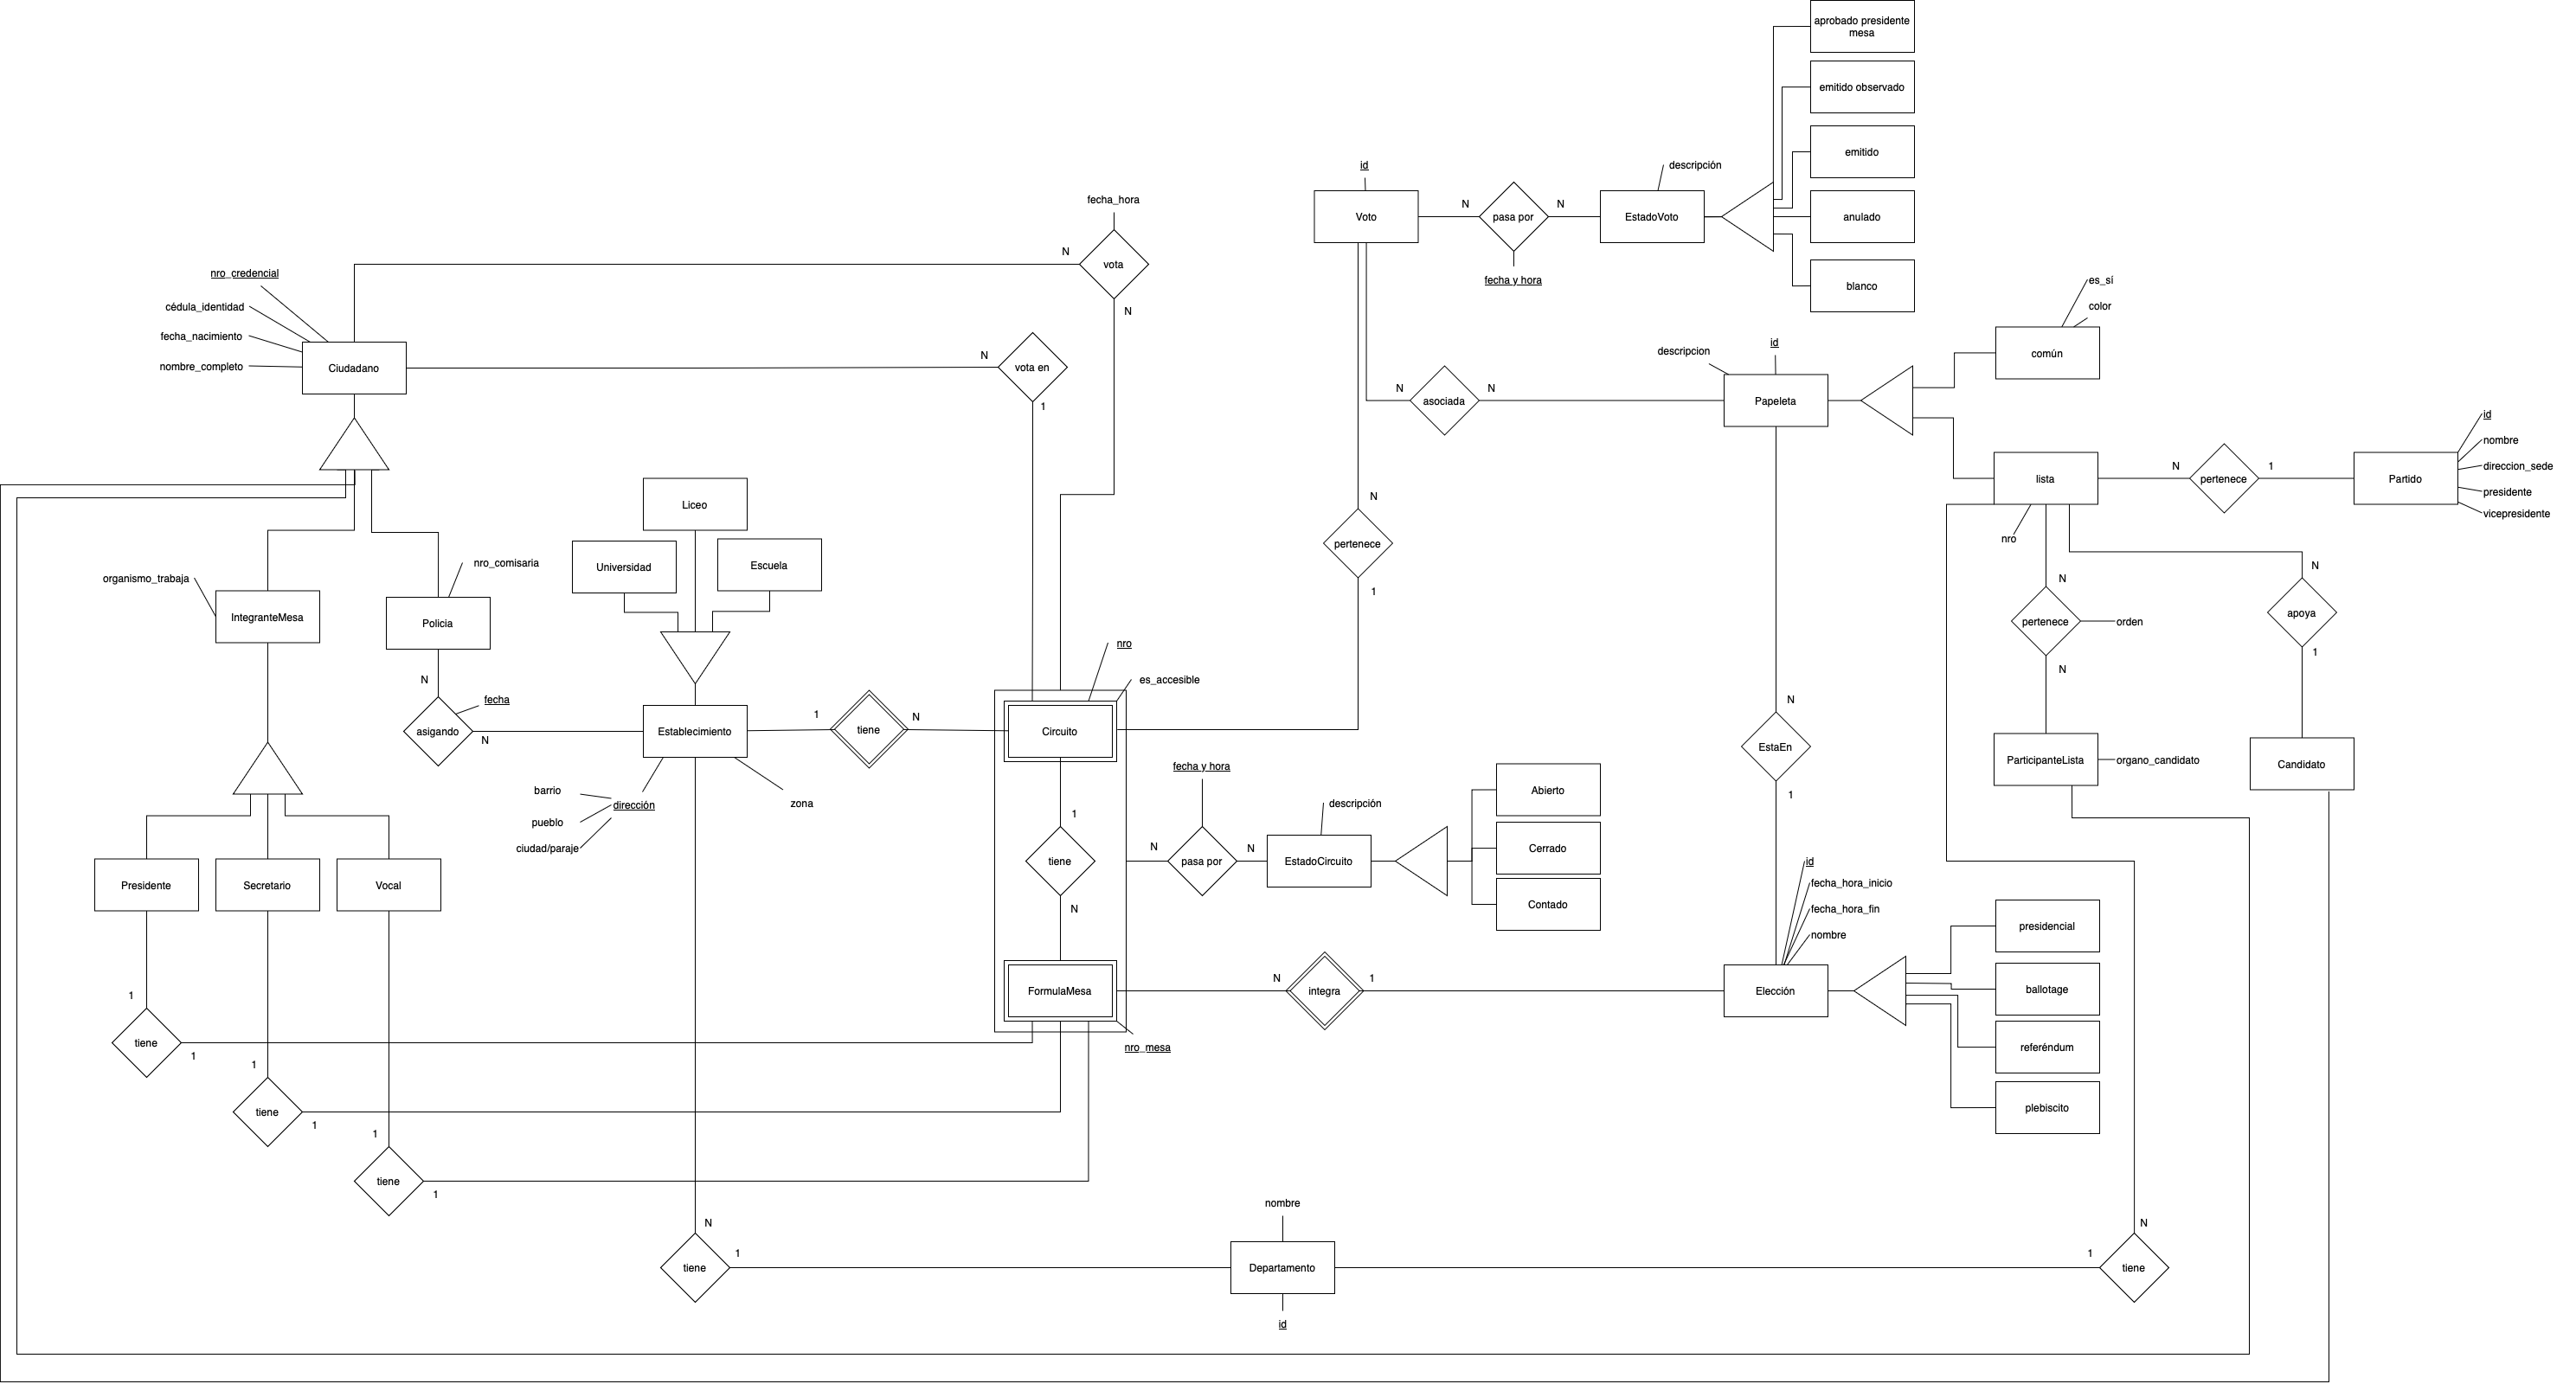 aprobado presidente
mesa
emitido observado
emitido
anulado
blanco
id
Voto
N
pasa por
N
fecha y hora
descripción
EstadoVoto
fecha_hora
N
vota
N
nro_credencial
cédula_identidad
fecha_nacimiento
nombre_completo
Ciudadano
N
vota en
1
N
asociada
N
descripcion
id
Papeleta
es_sí
color
común
lista
nro
N
pertenece
1
Partido
id
nombre
direccion_sede
presidente
vicepresidente
Liceo
Universidad
Escuela
organismo_trabaja
IntegranteMesa
nro_comisaria
Policia
N
fecha
asigando
N
Establecimiento
barrio
dirección
pueblo
ciudad/paraje
zona
1
tiene
N
nro
es_accesible
Circuito
N
pertenece
1
1
tiene
N
FormulaMesa
nro_mesa
fecha y hora
N
pasa por
N
descripción
EstadoCircuito
Abierto
Cerrado
Contado
N
EstaEn
1
id
fecha_hora_inicio
fecha_hora_fin
nombre
Elección
N
integra
1
presidencial
ballotage
referéndum
plebiscito
N
pertenece
orden
N
ParticipanteLista
organo_candidato
N
apoya
1
Candidato
Presidente
Secretario
Vocal
1
tiene
1
1
tiene
1
1
tiene
1
N
tiene
1
nombre
Departamento
id
1
N
tiene